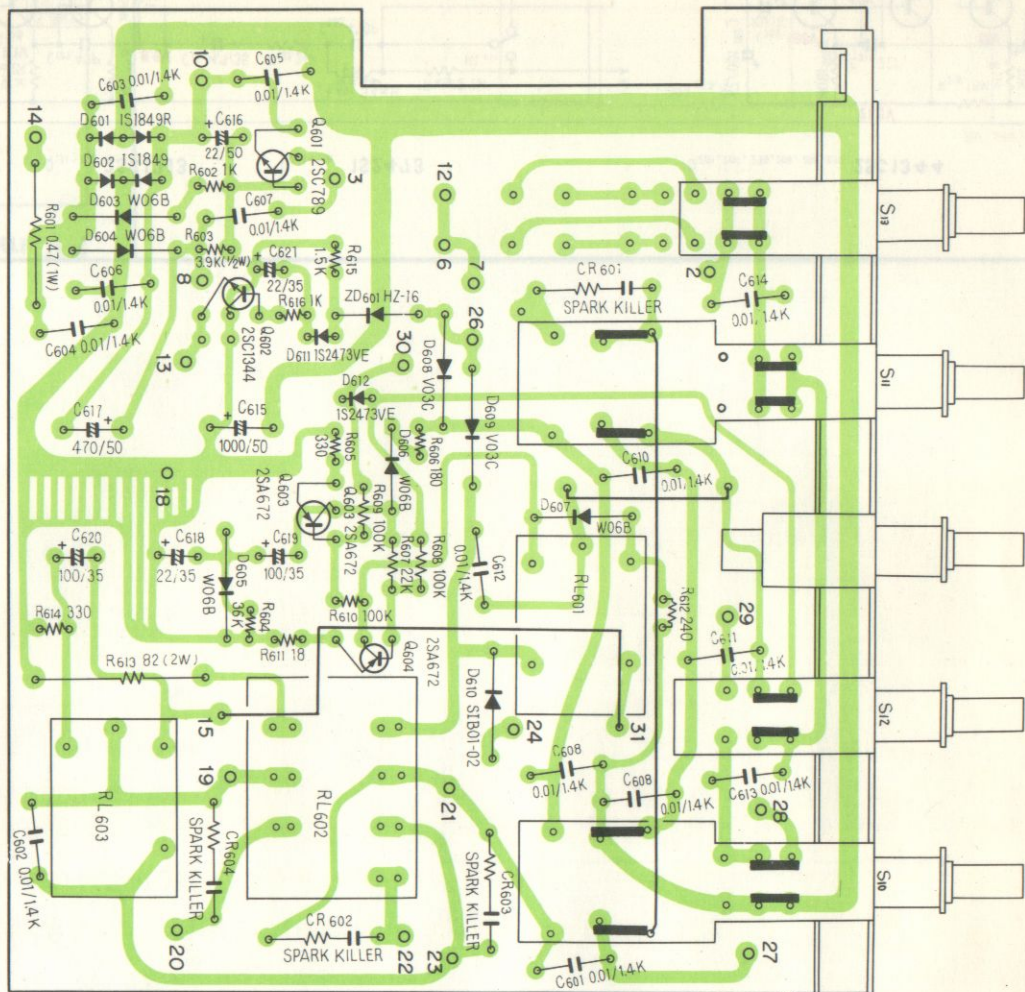 10
C605
0.01/1.4K
C603 0.01/1.4K
14
D601 IS1849R
C616
+
22/50
Q601
2SC789
D602 IS1849
R602 1K
3
12
D603 W06B
C607
0.01/1.4K
R601 0.47(1W)
D604 W06B
R603
3.9K(½W)
C621
+
22/35
R615
1.5K
6
7
S13
2
C606
0.01/1.4K
8
R616 1K
ZD601 HZ-16
CR601
SPARK KILLER
C614
0.01/1.4K
C604 0.01/1.4K
Q602
2SC1344
D611 1S2473VE
26
30
13
D608 V03C
S11
D612
1S2473VE
C617
+
470/50
C615
+
1000/50
R605
330
D606
W06B
R606 180
D609 V03C
C610
0.01/1.4K
18
Q603
2SA672
R609 100K
Q603 2SA672
D607
W06B
C620
+
100/35
C618
+
22/35
D605
W06B
C619
+
100/35
R607 22K
R608 100K
C612
0.01/1.4K
RL601
R612 240
29
R614 330
R604
36K
R610 100K
R611 18
Q604
2SA672
C611
0.01/1.4K
R613 82 (2W)
D610 SIB01-02
S12
15
24
31
19
C608
0.01/1.4K
C608
0.01/1.4K
C613 0.01/1.4K
28
RL603
RL602
21
C602 0.01/1.4K
CR604
SPARK KILLER
CR603
SPARK KILLER
S10
20
CR602
SPARK KILLER
22
23
C601 0.01/1.4K
27